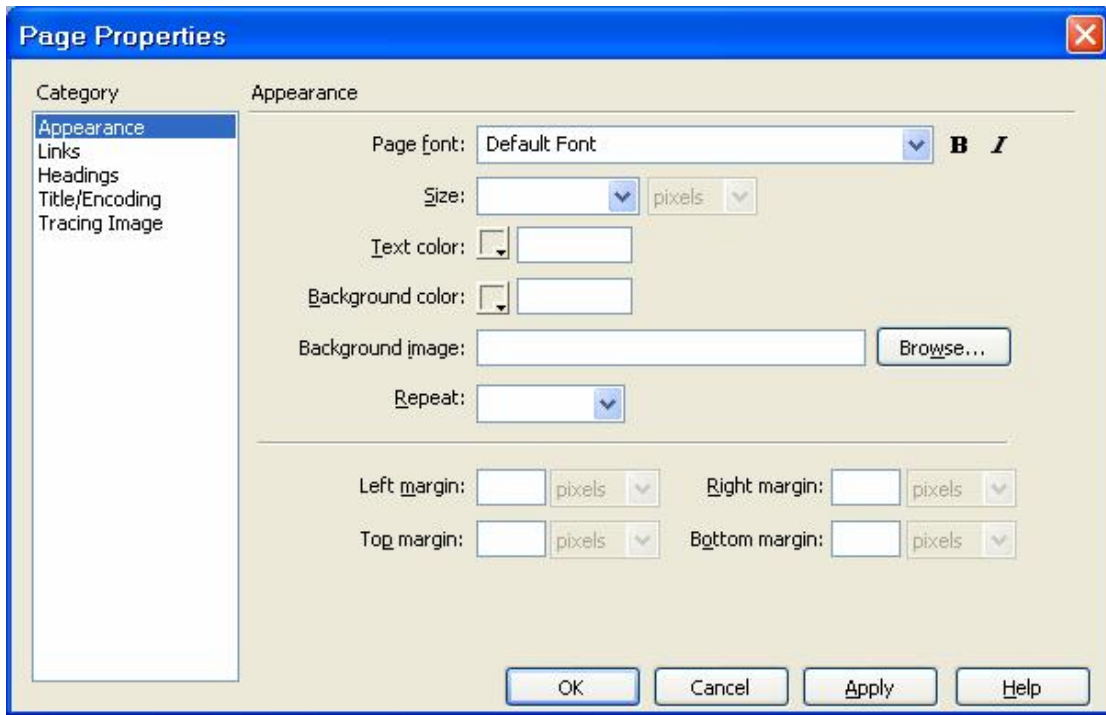 Page Properties
Category
Appearance
Links
Headings
Title/Encoding
Tracing Image
Appearance
Page font: Default Font B I
Size: pixels
Text color:
Background color:
Background image: Browse...
Repeat:
Left margin: pixels Right margin: pixels
Top margin: pixels Bottom margin: pixels
OK Cancel Apply Help